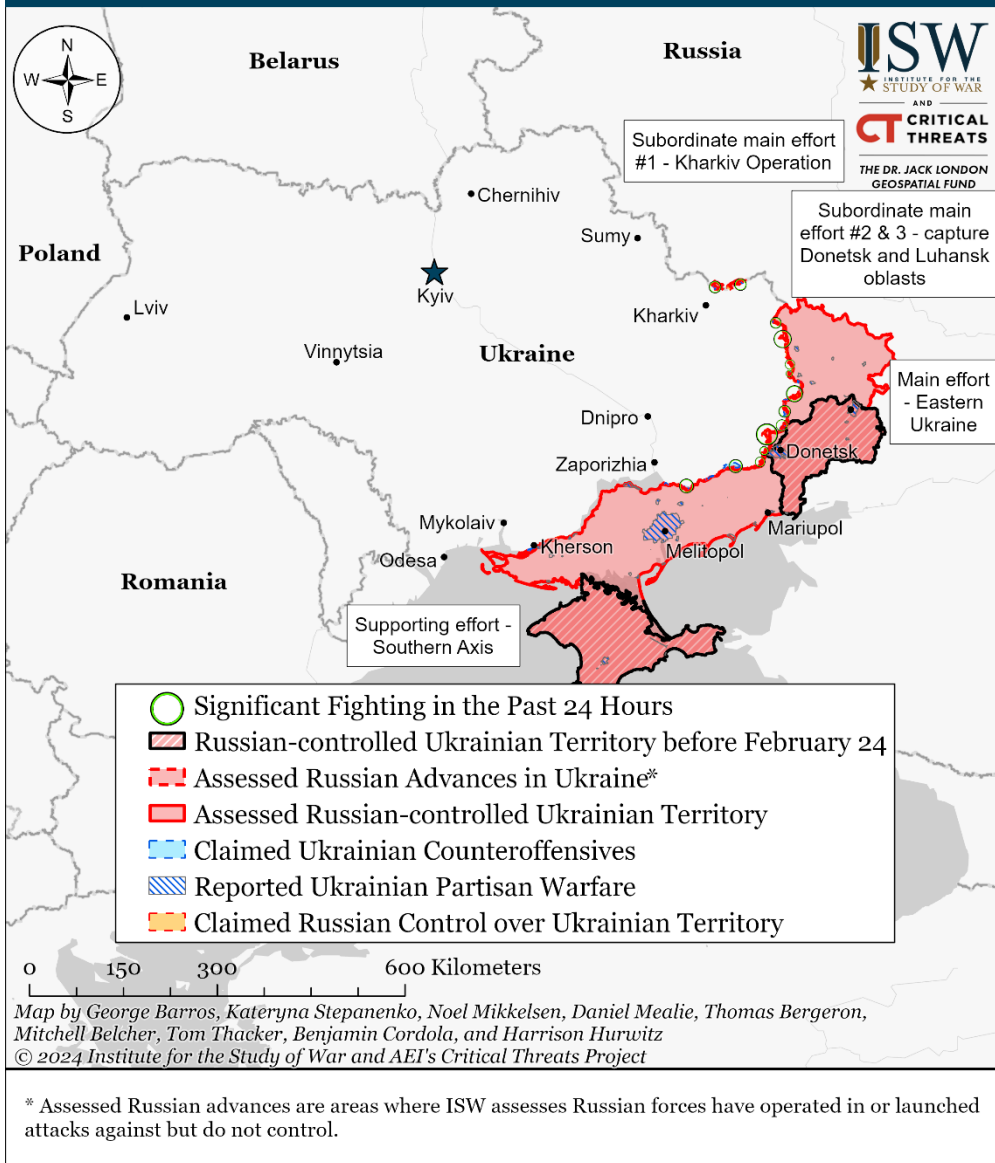 N
W
E
S
Belarus
Russia
ISW
INSTITUTE FOR THE
STUDY OF WAR
AND
CT CRITICAL
THREATS
THE DR. JACK LONDON
GEOSPATIAL FUND
Subordinate main effort
#1 - Kharkiv Operation
Subordinate main
effort #2 & 3 - capture
Donetsk and Luhansk
oblasts
Chernihiv
Sumy
Poland
Kyiv
Lviv
Kharkiv
Vinnytsia
Ukraine
Main effort
- Eastern
Ukraine
Dnipro
Donetsk
Zaporizhia
Mykolaiv
Mariupol
Kherson
Melitopol
Odesa
Romania
Supporting effort -
Southern Axis
Significant Fighting in the Past 24 Hours
Russian-controlled Ukrainian Territory before February 24
Assessed Russian Advances in Ukraine*
Assessed Russian-controlled Ukrainian Territory
Claimed Ukrainian Counteroffensives
Reported Ukrainian Partisan Warfare
Claimed Russian Control over Ukrainian Territory
0 150 300 600 Kilometers
Map by George Barros, Kateryna Stepanenko, Noel Mikkelsen, Daniel Mealie, Thomas Bergeron,
Mitchell Belcher, Tom Thacker, Benjamin Cordola, and Harrison Hurwitz
© 2024 Institute for the Study of War and AEI's Critical Threats Project
* Assessed Russian advances are areas where ISW assesses Russian forces have operated in or launched
attacks against but do not control.